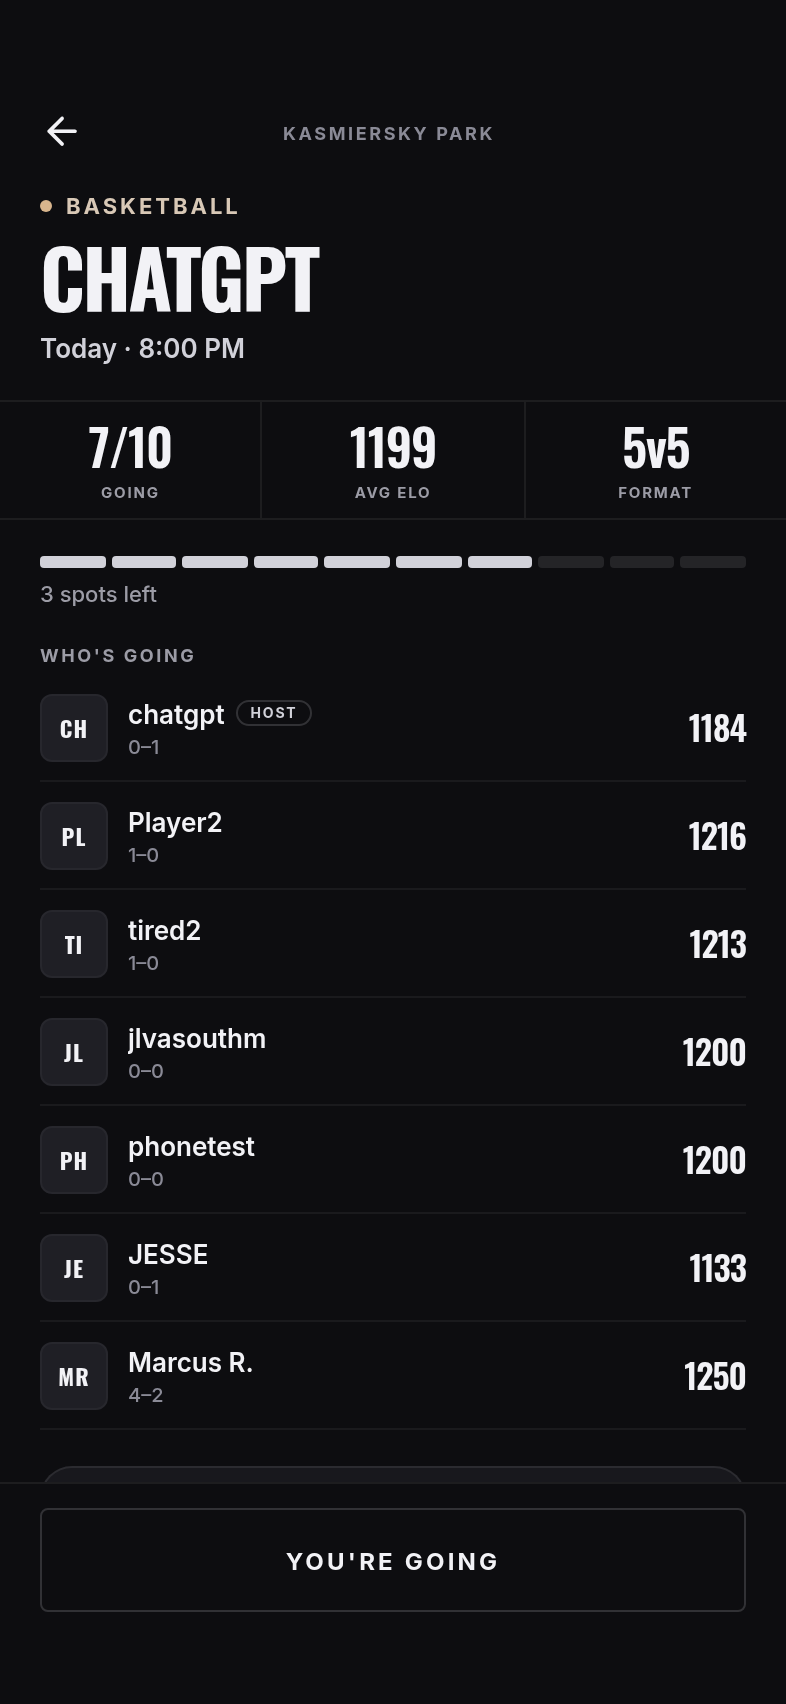 KASMIERSKY PARK
BASKETBALL
CHATGPT
Today · 8:00 PM
7/10
GOING
1199
AVG ELO
5v5
FORMAT
3 spots left
WHO'S GOING
CH
chatgpt HOST
0–1
1184
PL
Player2
1–0
1216
TI
tired2
1–0
1213
JL
jlvasouthm
0–0
1200
PH
phonetest
0–0
1200
JE
JESSE
0–1
1133
MR
Marcus R.
4–2
1250
YOU'RE GOING